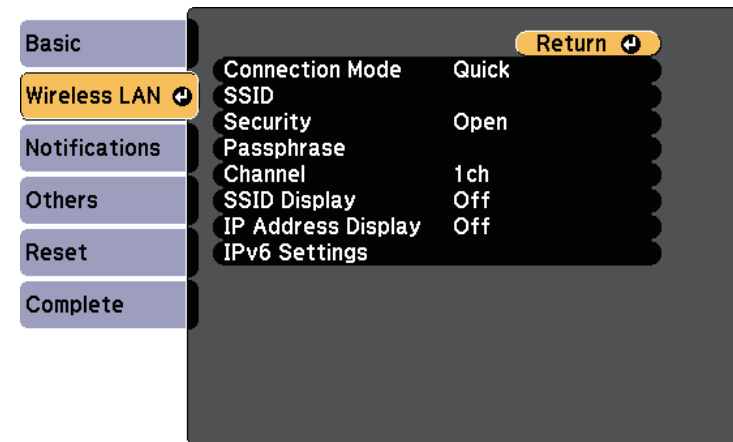 Basic
Wireless LAN
Notifications
Others
Reset
Complete
Return
Connection Mode Quick
SSID
Security Open
Passphrase
Channel 1ch
SSID Display Off
IP Address Display Off
IPv6 Settings